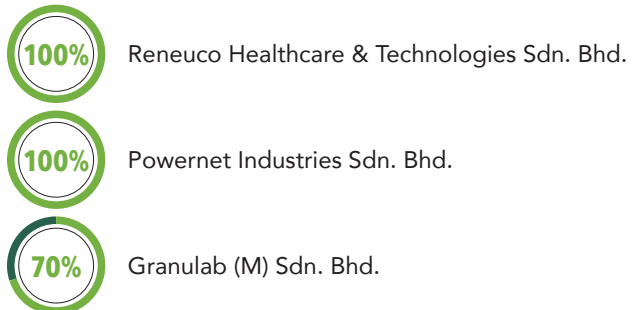 100% Reneuco Healthcare & Technologies Sdn. Bhd.
100% Powernet Industries Sdn. Bhd.
70% Granulab (M) Sdn. Bhd.